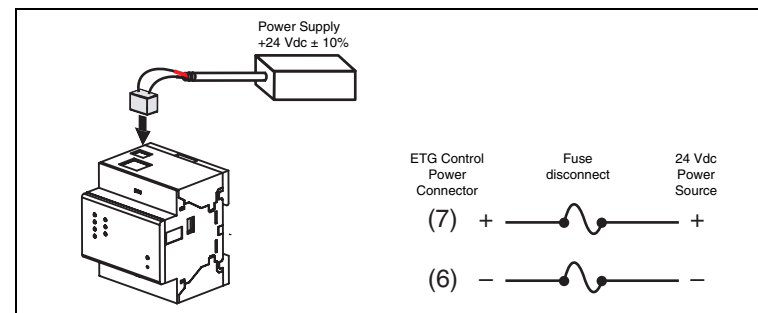 Power Supply
+24 Vdc ± 10%
ETG Control
Power
Connector
Fuse
disconnect
24 Vdc
Power
Source
(7) + +
(6) – –